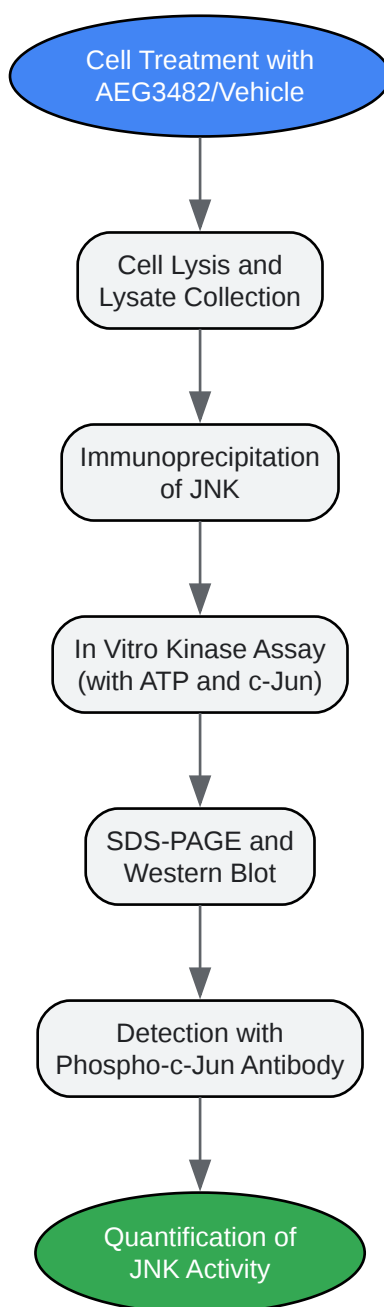 Cell Treatment with
AEG3482/Vehicle
Cell Lysis and
Lysate Collection
Immunoprecipitation
of JNK
In Vitro Kinase Assay
(with ATP and c-Jun)
SDS-PAGE and
Western Blot
Detection with
Phospho-c-Jun Antibody
Quantification of
JNK Activity